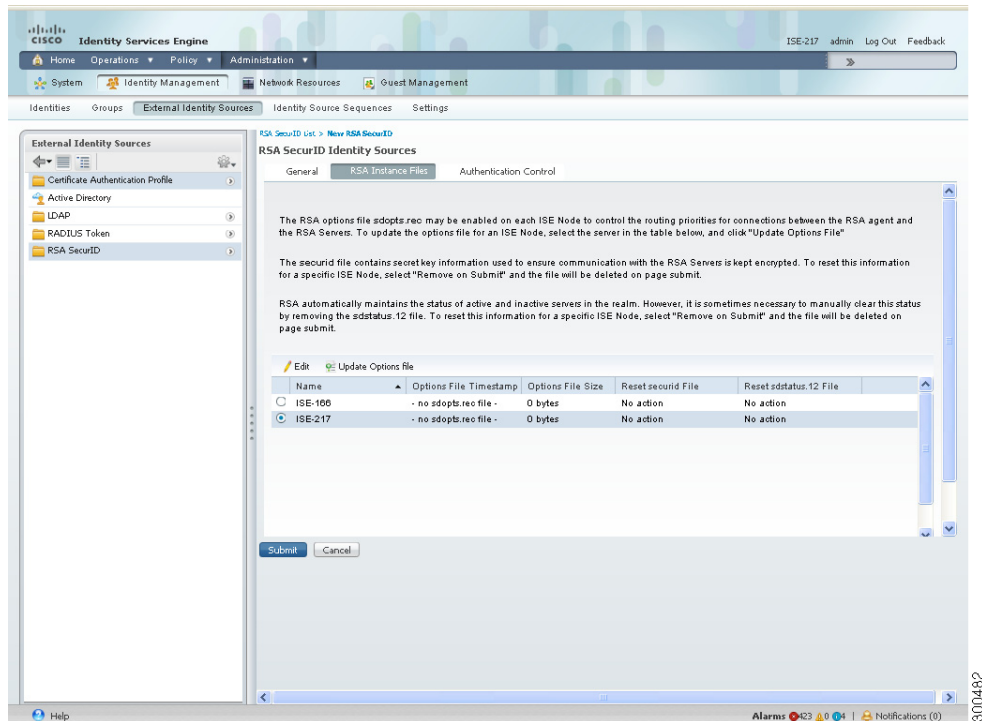 CISCO Identity Services Engine
ISE-217 admin Log Out Feedback
Home Operations Policy Administration
System Identity Management Network Resources Guest Management
Identities Groups External Identity Sources Identity Source Sequences Settings
External Identity Sources
Certificate Authentication Profile
Active Directory
LDAP
RADIUS Token
RSA SecurID
RSA SecurID List > New RSA SecurID
RSA SecurID Identity Sources
General RSA Instance Files Authentication Control
The RSA options file sdopts.rec may be enabled on each ISE Node to control the routing priorities for connections between the RSA agent and
the RSA Servers. To update the options file for an ISE Node, select the server in the table below, and click "Update Options File"
The securid file contains secret key information used to ensure communication with the RSA Servers is kept encrypted. To reset this information
for a specific ISE Node, select "Remove on Submit" and the file will be deleted on page submit.
RSA automatically maintains the status of active and inactive servers in the realm. However, it is sometimes necessary to manually clear this status
by removing the sdstatus.12 file. To reset this information for a specific ISE Node, select "Remove on Submit" and the file will be deleted on
page submit.
Edit Update Options file
Name Options File Timestamp Options File Size Reset securid File Reset sdstatus.12 File
ISE-166 - no sdopts.rec file - 0 bytes No action No action
ISE-217 - no sdopts.rec file - 0 bytes No action No action
Submit Cancel
Help
Alarms 423 0 4 | Notifications (0)
300482